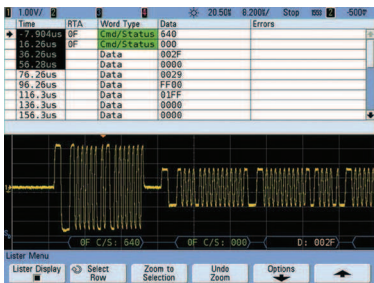 1 1.00V/ 2 3 4 20.50% 8.200%/ Stop 2 -500%
Time RTA Word Type Data Errors
-7.904us 0F Cmd/Status 640
16.26us 0F Cmd/Status 000
36.26us Data 002F
56.28us Data 0000
76.26us Data 0029
96.26us Data FF00
116.3us Data 01FF
136.3us Data 0000
156.3us Data 0000
0F C/S: 640 0F C/S: 000 D: 002F
Lister Menu
Lister Display Select Row Zoom to Selection Undo Zoom Options